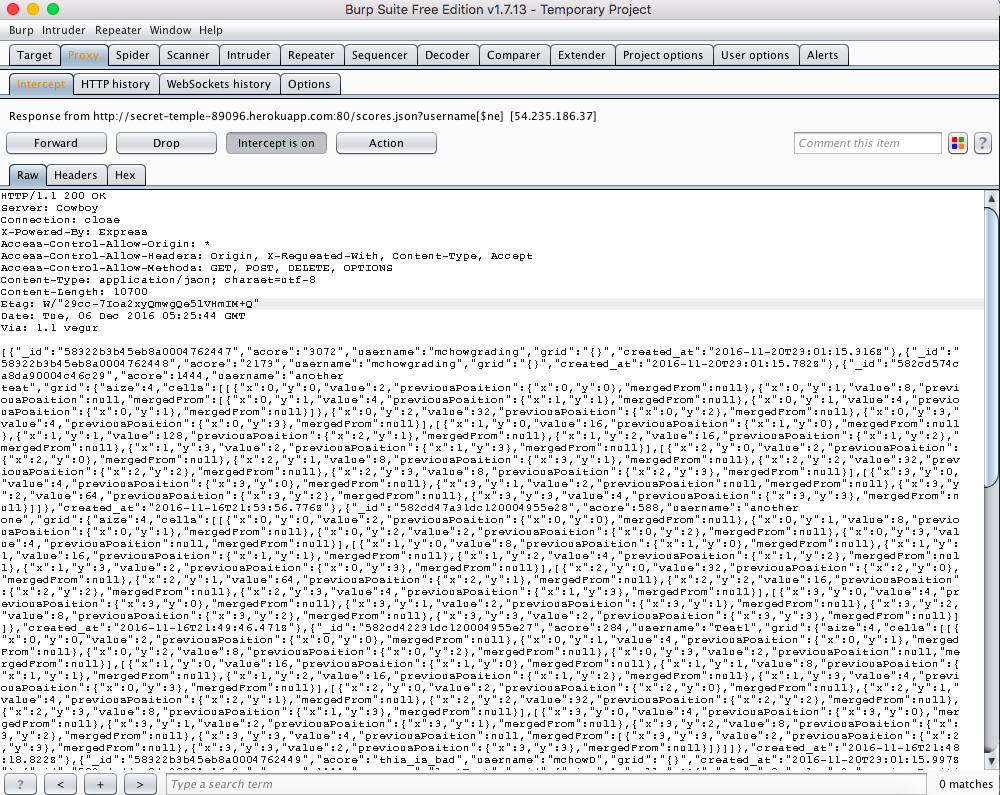 Burp Suite Free Edition v1.7.13 - Temporary Project
Burp Intruder Repeater Window Help
Target Proxy Spider Scanner Intruder Repeater Sequencer Decoder Comparer Extender Project options User options Alerts
Intercept HTTP history WebSockets history Options
Response from http://secret-temple-89096.herokuapp.com:80/scores.json?username[$ne] [54.235.186.37]
Forward Drop Intercept is on Action Comment this item ?
Raw Headers Hex
HTTP/1.1 200 OK
Server: Cowboy
Connection: close
X-Powered-By: Express
Access-Control-Allow-Origin: *
Access-Control-Allow-Headers: Origin, X-Requested-With, Content-Type, Accept
Access-Control-Allow-Methods: GET, POST, DELETE, OPTIONS
Content-Type: application/json; charset=utf-8
Content-Length: 10700
Etag: W/"29cc-7Ioa2xyQmwgQe5lVHmIM+Q"
Date: Tue, 06 Dec 2016 05:25:44 GMT
Via: 1.1 vegur
[{"_id":"58322b3b45eb8a0004762447","score":"3072","username":"mchowgrading","grid":"{}","created_at":"2016-11-20T23:01:15.316Z"},{"_id":"
58322b3b45eb8a0004762448","score":"2173","username":"mchowgrading","grid":"{}","created_at":"2016-11-20T23:01:15.782Z"},{"_id":"582cd574c
a8da90004c46c29","score":1444,"username":"another
test","grid":{"size":4,"cells":[[{"x":0,"y":0,"value":2,"previousPosition":{"x":0,"y":0},"mergedFrom":null},{"x":0,"y":1,"value":8,"previ
ousPosition":null,"mergedFrom":[{"x":0,"y":1,"value":4,"previousPosition":{"x":1,"y":1},"mergedFrom":null},{"x":0,"y":1,"value":4,"previo
usPosition":{"x":0,"y":1},"mergedFrom":null}]},{"x":0,"y":2,"value":32,"previousPosition":{"x":0,"y":2},"mergedFrom":null},{"x":0,"y":3,"
value":4,"previousPosition":{"x":0,"y":3},"mergedFrom":null}],[{"x":1,"y":0,"value":16,"previousPosition":{"x":1,"y":0},"mergedFrom":null
},{"x":1,"y":1,"value":128,"previousPosition":{"x":2,"y":1},"mergedFrom":null},{"x":1,"y":2,"value":16,"previousPosition":{"x":1,"y":2},"
mergedFrom":null},{"x":1,"y":3,"value":2,"previousPosition":{"x":1,"y":3},"mergedFrom":null}],[{"x":2,"y":0,"value":2,"previousPosition":
{"x":2,"y":0},"mergedFrom":null},{"x":2,"y":1,"value":8,"previousPosition":{"x":3,"y":1},"mergedFrom":null},{"x":2,"y":2,"value":32,"prev
iousPosition":{"x":2,"y":2},"mergedFrom":null},{"x":2,"y":3,"value":8,"previousPosition":{"x":2,"y":3},"mergedFrom":null}],[{"x":3,"y":0,
"value":4,"previousPosition":{"x":3,"y":0},"mergedFrom":null},{"x":3,"y":1,"value":2,"previousPosition":{"x":3,"y":1},"mergedFrom":null},{"x":3,"y
":2,"value":64,"previousPosition":{"x":3,"y":2},"mergedFrom":null},{"x":3,"y":3,"value":4,"previousPosition":{"x":3,"y":3},"mergedFrom":n
ull}]]},"created_at":"2016-11-16T21:53:56.776Z"},{"_id":"582cd47a31dc120004955e28","score":588,"username":"another
one","grid":{"size":4,"cells":[[{"x":0,"y":0,"value":2,"previousPosition":{"x":0,"y":0},"mergedFrom":null},{"x":0,"y":1,"value":8,"previo
usPosition":{"x":0,"y":1},"mergedFrom":null},{"x":0,"y":2,"value":2,"previousPosition":{"x":0,"y":2},"mergedFrom":null},{"x":0,"y":3,"val
ue":4,"previousPosition":null,"mergedFrom":null}],[{"x":1,"y":0,"value":8,"previousPosition":{"x":1,"y":0},"mergedFrom":null},{"x":1,"y":
1,"value":16,"previousPosition":{"x":1,"y":1},"mergedFrom":null},{"x":1,"y":2,"value":4,"previousPosition":{"x":1,"y":2},"mergedFrom":nul
l},{"x":1,"y":3,"value":2,"previousPosition":{"x":0,"y":3},"mergedFrom":null}],[{"x":2,"y":0,"value":32,"previousPosition":{"x":2,"y":0},
"mergedFrom":null},{"x":2,"y":1,"value":64,"previousPosition":{"x":2,"y":1},"mergedFrom":null},{"x":2,"y":2,"value":16,"previousPosition"
:{"x":2,"y":2},"mergedFrom":null},{"x":2,"y":3,"value":4,"previousPosition":{"x":2,"y":3},"mergedFrom":null}],[{"x":3,"y":0,"value":4,"pr
eviousPosition":{"x":3,"y":0},"mergedFrom":null},{"x":3,"y":1,"value":2,"previousPosition":{"x":3,"y":1},"mergedFrom":null},{"x":3,"y":2,
"value":8,"previousPosition":{"x":3,"y":2},"mergedFrom":null},{"x":3,"y":3,"value":2,"previousPosition":{"x":3,"y":3},"mergedFrom":null}]
]},"created_at":"2016-11-16T21:49:46.471Z"},{"_id":"582cd42231dc120004955e27","score":284,"username":"Test1","grid":{"size":4,"cells":[[{
"x":0,"y":0,"value":2,"previousPosition":{"x":0,"y":0},"mergedFrom":null},{"x":0,"y":1,"value":4,"previousPosition":{"x":0,"y":1},"merged
From":null},{"x":0,"y":2,"value":8,"previousPosition":{"x":0,"y":2},"mergedFrom":null},{"x":0,"y":3,"value":2,"previousPosition":null,"me
rgedFrom":null}],[{"x":1,"y":0,"value":16,"previousPosition":{"x":1,"y":0},"mergedFrom":null},{"x":1,"y":1,"value":8,"previousPosition":{
"x":1,"y":1},"mergedFrom":null},{"x":1,"y":2,"value":16,"previousPosition":{"x":1,"y":2},"mergedFrom":null},{"x":1,"y":3,"value":4,"previ
ousPosition":{"x":0,"y":3},"mergedFrom":null}],[{"x":2,"y":0,"value":2,"previousPosition":{"x":2,"y":0},"mergedFrom":null},{"x":2,"y":1,"
value":4,"previousPosition":{"x":2,"y":1},"mergedFrom":null},{"x":2,"y":2,"value":32,"previousPosition":{"x":2,"y":2},"mergedFrom":null},
{"x":2,"y":3,"value":8,"previousPosition":{"x":1,"y":3},"mergedFrom":null}],[{"x":3,"y":0,"value":4,"previousPosition":{"x":3,"y":0},"mer
gedFrom":null},{"x":3,"y":1,"value":2,"previousPosition":{"x":3,"y":1},"mergedFrom":null},{"x":3,"y":2,"value":8,"previousPosition":{"x":
3,"y":2},"mergedFrom":null},{"x":3,"y":3,"value":4,"previousPosition":null,"mergedFrom":[{"x":3,"y":3,"value":2,"previousPosition":{"x":2
,"y":3},"mergedFrom":null},{"x":3,"y":3,"value":2,"previousPosition":{"x":3,"y":3},"mergedFrom":null}]}]]},"created_at":"2016-11-16T21:48
:18.822Z"},{"_id":"58322b3b45eb8a0004762449","score":"this_is_bad","username":"mchowD","grid":"{}","created_at":"2016-11-20T23:01:15.997Z
? < + > Type a search term 0 matches